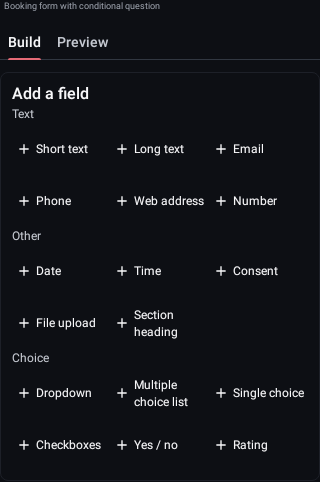 Booking form with conditional question
Build Preview
Add a field
Text
+ Short text + Long text + Email
+ Phone + Web address + Number
Other
+ Date + Time + Consent
+ File upload + Section
heading
Choice
+ Dropdown + Multiple
choice list + Single choice
+ Checkboxes + Yes / no + Rating